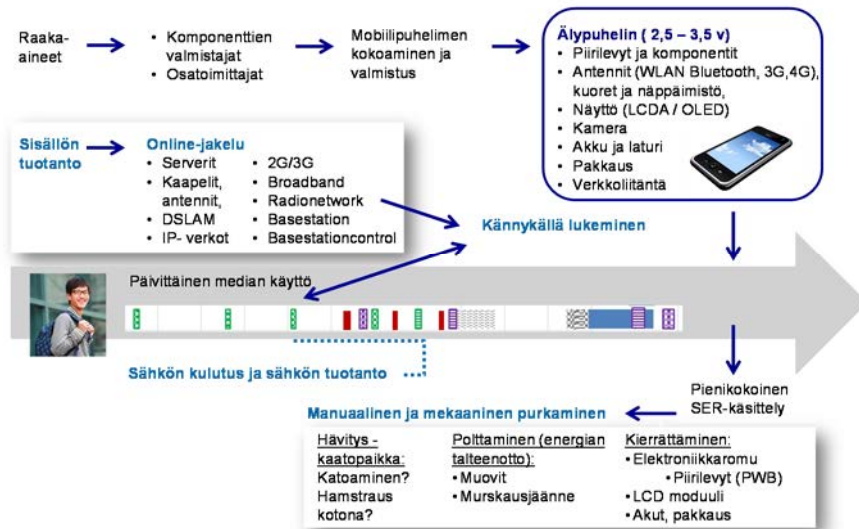 Raaka-
aineet
• Komponenttien
valmistajat
• Osatoimittajat
Mobiilipuhelimen
kokoaminen ja
valmistus
Älypuhelin ( 2,5 – 3,5 v)
• Piirilevyt ja komponentit
• Antennit (WLAN Bluetooth, 3G,4G),
kuoret ja näppäimistö,
• Näyttö (LCDA / OLED)
• Kamera
• Akku ja laturi
• Pakkaus
• Verkkoliitäntä
Sisällön
tuotanto
Online-jakelu
• Serverit
• Kaapelit,
antennit,
• DSLAM
• IP- verkot
• 2G/3G
• Broadband
• Radionetwork
• Basestation
• Basestationcontrol
Kännykällä lukeminen
Päivittäinen median käyttö
Sähkön kulutus ja sähkön tuotanto
Pienikokoinen
SER-käsittely
Manuaalinen ja mekaaninen purkaminen
Hävitys -
kaatopaikka:
Katoaminen?
Hamstraus
kotona?
Polttaminen (energian
talteenotto):
• Muovit
• Murskausjäänne
Kierrättäminen:
• Elektroniikkaromu
• Piirilevyt (PWB)
• LCD moduuli
• Akut, pakkaus